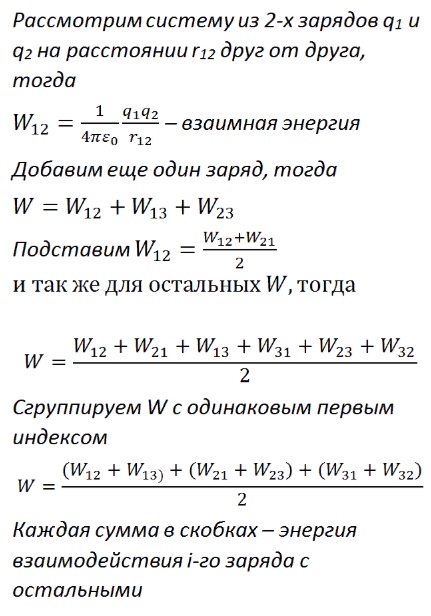 Рассмотрим систему из 2-х зарядов q₁ и
q₂ на расстоянии r₁₂ друг от друга,
тогда
W₁₂ = 1/(4πε₀) q₁q₂/r₁₂ – взаимная энергия
Добавим еще один заряд, тогда
W = W₁₂ + W₁₃ + W₂₃
Подставим W₁₂ = (W₁₂+W₂₁)/2
и так же для остальных W, тогда
W = (W₁₂ + W₂₁ + W₁₃ + W₃₁ + W₂₃ + W₃₂)/2
Сгруппируем W с одинаковым первым
индексом
W = ((W₁₂ + W₁₃) + (W₂₁ + W₂₃) + (W₃₁ + W₃₂))/2
Каждая сумма в скобках – энергия
взаимодействия i-го заряда с
остальными